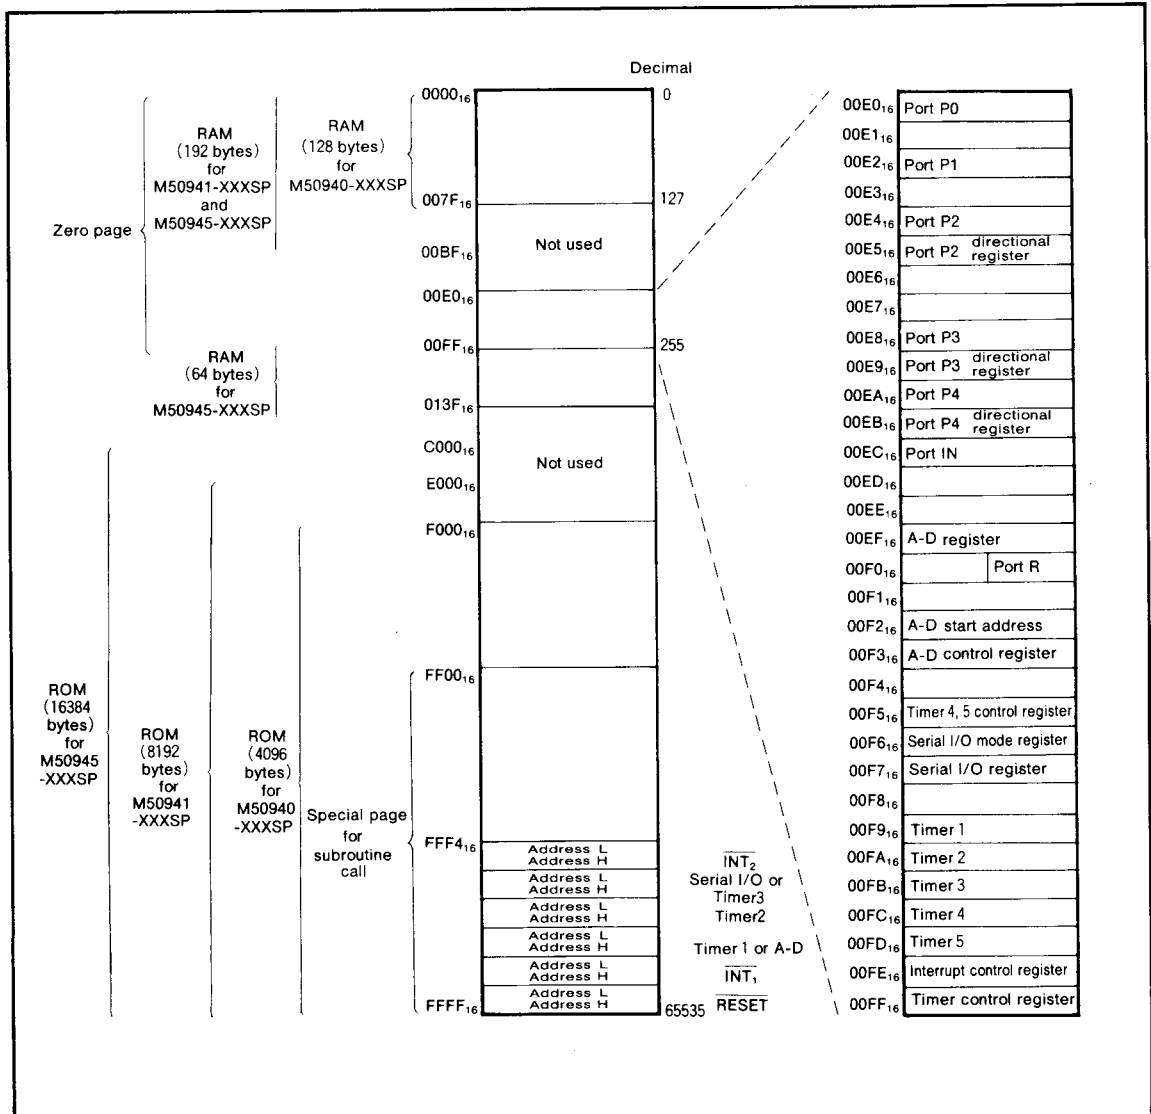 Decimal
0000₁₆
0
RAM
(192 bytes)
for
M50941-XXXSP
and
M50945-XXXSP
RAM
(128 bytes)
for
M50940-XXXSP
007F₁₆
127
Zero page
00BF₁₆
Not used
00E0₁₆
00FF₁₆
255
RAM
(64 bytes)
for
M50945-XXXSP
013F₁₆
C000₁₆
Not used
E000₁₆
F000₁₆
FF00₁₆
ROM
(16384
bytes)
for
M50945
-XXXSP
ROM
(8192
bytes)
for
M50941
-XXXSP
ROM
(4096
bytes)
for
M50940
-XXXSP
Special page
for
subroutine
call
FFF4₁₆
Address L
Address H
INT₂
Address L
Address H
Serial I/O or
Timer3
Address L
Address H
Timer2
Address L
Address H
Timer 1 or A-D
Address L
Address H
INT₁
Address L
Address H
RESET
FFFF₁₆
65535
00E0₁₆ Port P0
00E1₁₆
00E2₁₆ Port P1
00E3₁₆
00E4₁₆ Port P2
00E5₁₆ Port P2 directional register
00E6₁₆
00E7₁₆
00E8₁₆ Port P3
00E9₁₆ Port P3 directional register
00EA₁₆ Port P4
00EB₁₆ Port P4 directional register
00EC₁₆ Port IN
00ED₁₆
00EE₁₆
00EF₁₆ A-D register
00F0₁₆ Port R
00F1₁₆
00F2₁₆ A-D start address
00F3₁₆ A-D control register
00F4₁₆
00F5₁₆ Timer 4, 5 control register
00F6₁₆ Serial I/O mode register
00F7₁₆ Serial I/O register
00F8₁₆
00F9₁₆ Timer 1
00FA₁₆ Timer 2
00FB₁₆ Timer 3
00FC₁₆ Timer 4
00FD₁₆ Timer 5
00FE₁₆ Interrupt control register
00FF₁₆ Timer control register